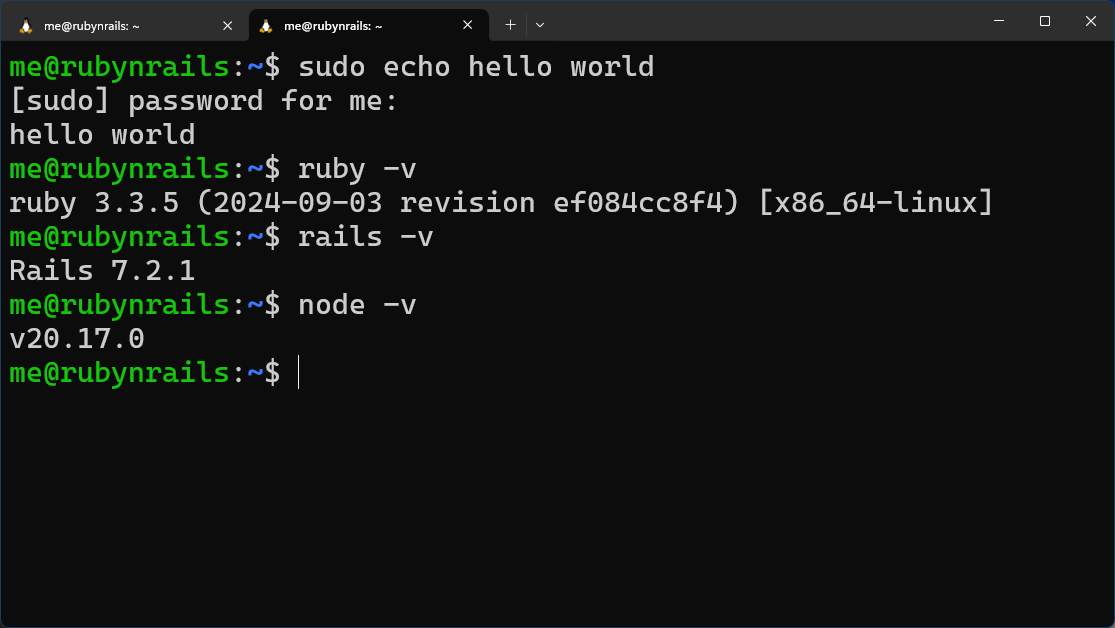 me@rubynrails: ~
me@rubynrails: ~
me@rubynrails:~$ sudo echo hello world
[sudo] password for me:
hello world
me@rubynrails:~$ ruby -v
ruby 3.3.5 (2024-09-03 revision ef084cc8f4) [x86_64-linux]
me@rubynrails:~$ rails -v
Rails 7.2.1
me@rubynrails:~$ node -v
v20.17.0
me@rubynrails:~$